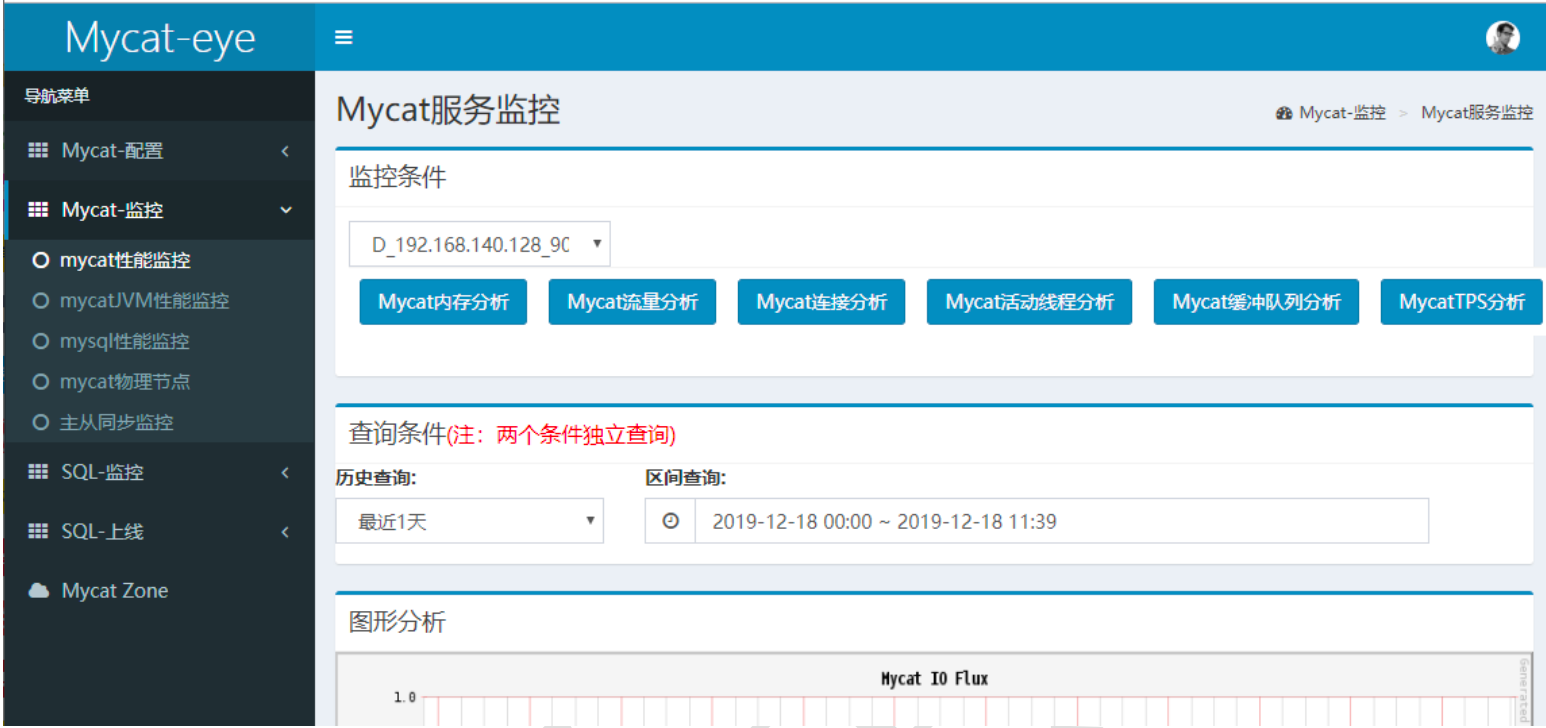 Mycat-eye
导航菜单
Mycat-配置
Mycat-监控
mycat性能监控
mycatJVM性能监控
mysql性能监控
mycat物理节点
主从同步监控
SQL-监控
SQL-上线
Mycat Zone
Mycat服务监控
Mycat-监控 > Mycat服务监控
监控条件
D_192.168.140.128_90
Mycat内存分析 Mycat流量分析 Mycat连接分析 Mycat活动线程分析 Mycat缓冲队列分析 MycatTPS分析
查询条件(注：两个条件独立查询)
历史查询: 区间查询:
最近1天 2019-12-18 00:00 ~ 2019-12-18 11:39
图形分析
Mycat IO Flux
1.0
Generated